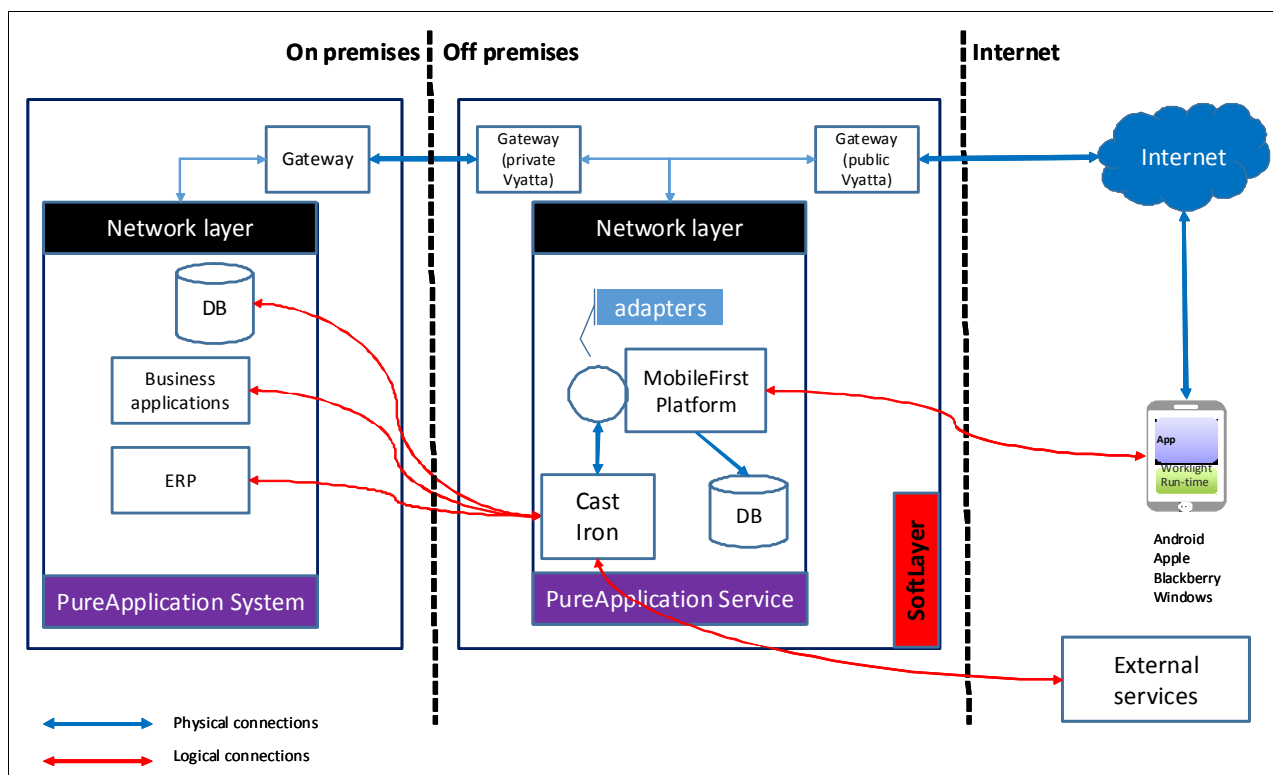 On premises
Off premises
Internet
Gateway
Gateway
(private
Vyatta)
Gateway
(public
Vyatta)
Internet
Network layer
Network layer
DB
adapters
Business
applications
MobileFirst
Platform
ERP
Cast
Iron
DB
App
Worklight
Run-time
Android
Apple
Blackberry
Windows
PureApplication System
PureApplication Service
SoftLayer
External
services
Physical connections
Logical connections